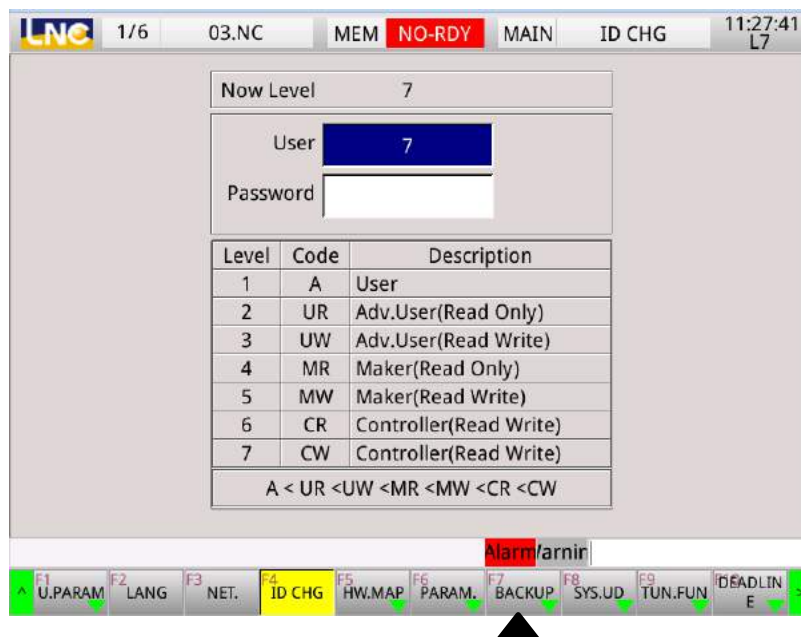 LNC 1/6 03.NC MEM NO-RDY MAIN ID CHG 11:27:41
L7
Now Level 7
User 7
Password
Level Code Description
1 A User
2 UR Adv.User(Read Only)
3 UW Adv.User(Read Write)
4 MR Maker(Read Only)
5 MW Maker(Read Write)
6 CR Controller(Read Write)
7 CW Controller(Read Write)
A < UR <UW <MR <MW <CR <CW
Alarm/arnin
^ F1 U.PARAM F2 LANG F3 NET. F4 ID CHG F5 HW.MAP F6 PARAM. F7 BACKUP F8 SYS.UD F9 TUN.FUN DEADLIN
E >